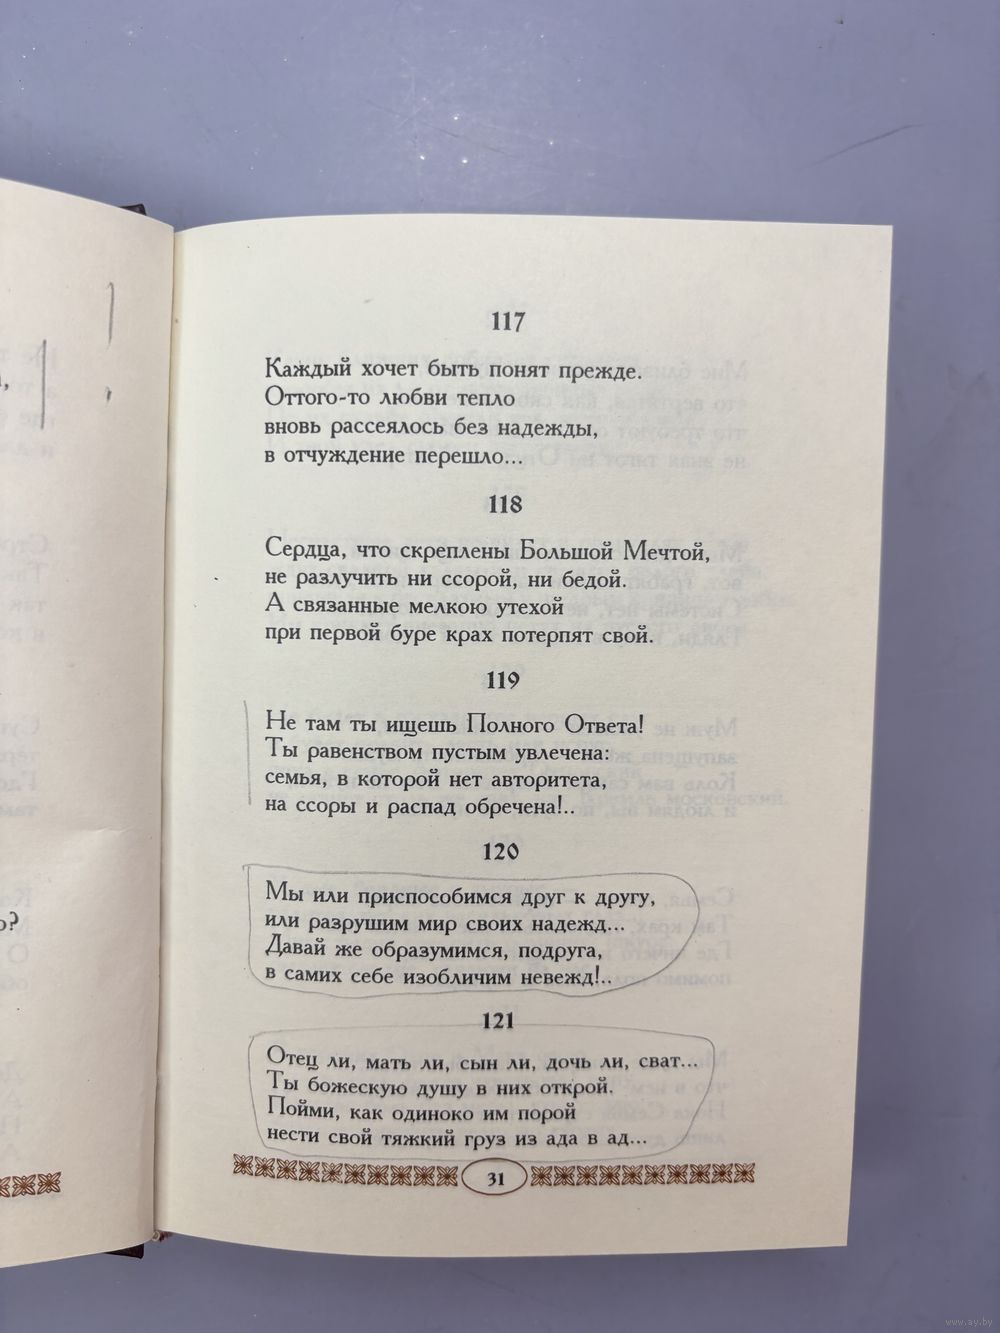 117
Каждый хочет быть понят прежде.
Оттого-то любви тепло
вновь рассеялось без надежды,
в отчуждение перешло...
118
Сердца, что скреплены Большой Мечтой,
не разлучить ни ссорой, ни бедой.
А связанные мелкою утехой
при первой буре крах потерпят свой.
119
Не там ты ищешь Полного Ответа!
Ты равенством пустым увлечена:
семья, в которой нет авторитета,
на ссоры и распад обречена!..
120
Мы или приспособимся друг к другу,
или разрушим мир своих надежд...
Давай же образумимся, подруга,
в самих себе изобличим невежд!..
121
Отец ли, мать ли, сын ли, дочь ли, сват...
Ты божескую душу в них открой.
Пойми, как одиноко им порой
нести свой тяжкий груз из ада в ад...
31
www.ay.by